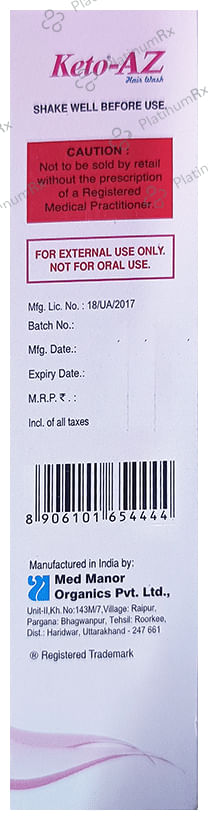 Keto-AZ
Hair Wash
SHAKE WELL BEFORE USE.
CAUTION :
Not to be sold by retail
without the prescription
of a Registered
Medical Practitioner.
FOR EXTERNAL USE ONLY.
NOT FOR ORAL USE.
Mfg. Lic. No. : 18/UA/2017
Batch No.:
Mfg. Date.:
Expiry Date.:
M.R.P. ₹ . :
Incl. of all taxes
8 906101 654444
Manufactured in India by:
Med Manor
Organics Pvt. Ltd.,
Unit-II,Kh.No:143M/7,Village: Raipur,
Pargana: Bhagwanpur, Tehsil: Roorkee,
Dist.: Haridwar, Uttarakhand - 247 661
® Registered Trademark
PlatinumRx
PlatinumRx
PlatinumRx